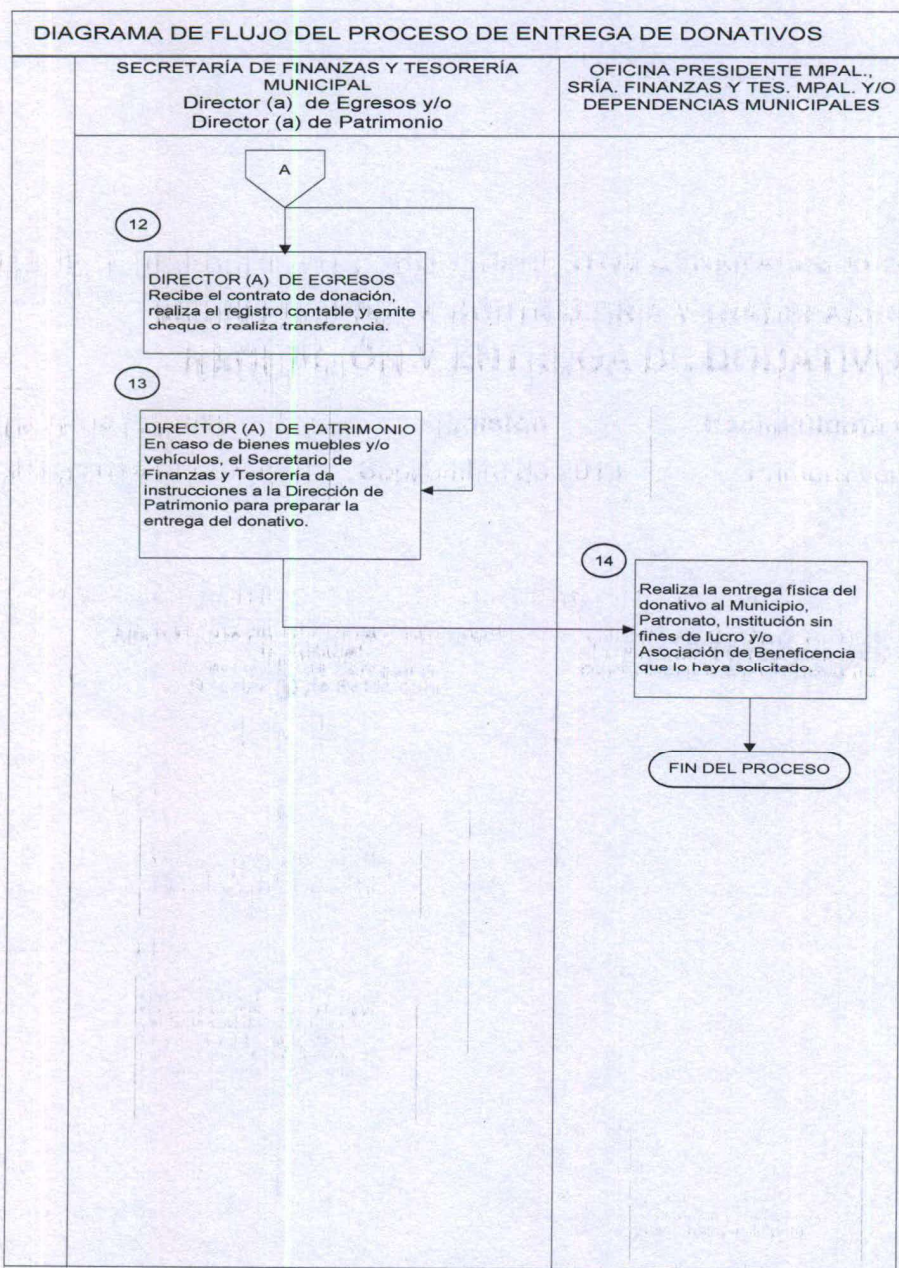 DIAGRAMA DE FLUJO DEL PROCESO DE ENTREGA DE DONATIVOS
SECRETARÍA DE FINANZAS Y TESORERÍA
MUNICIPAL
Director (a) de Egresos y/o
Director (a) de Patrimonio
OFICINA PRESIDENTE MPAL.,
SRÍA. FINANZAS Y TES. MPAL. Y/O
DEPENDENCIAS MUNICIPALES
A
12
DIRECTOR (A) DE EGRESOS
Recibe el contrato de donación,
realiza el registro contable y emite
cheque o realiza transferencia.
13
DIRECTOR (A) DE PATRIMONIO
En caso de bienes muebles y/o
vehículos, el Secretario de
Finanzas y Tesorería da
instrucciones a la Dirección de
Patrimonio para preparar la
entrega del donativo.
14
Realiza la entrega física del
donativo al Municipio,
Patronato, Institución sin
fines de lucro y/o
Asociación de Beneficencia
que lo haya solicitado.
FIN DEL PROCESO